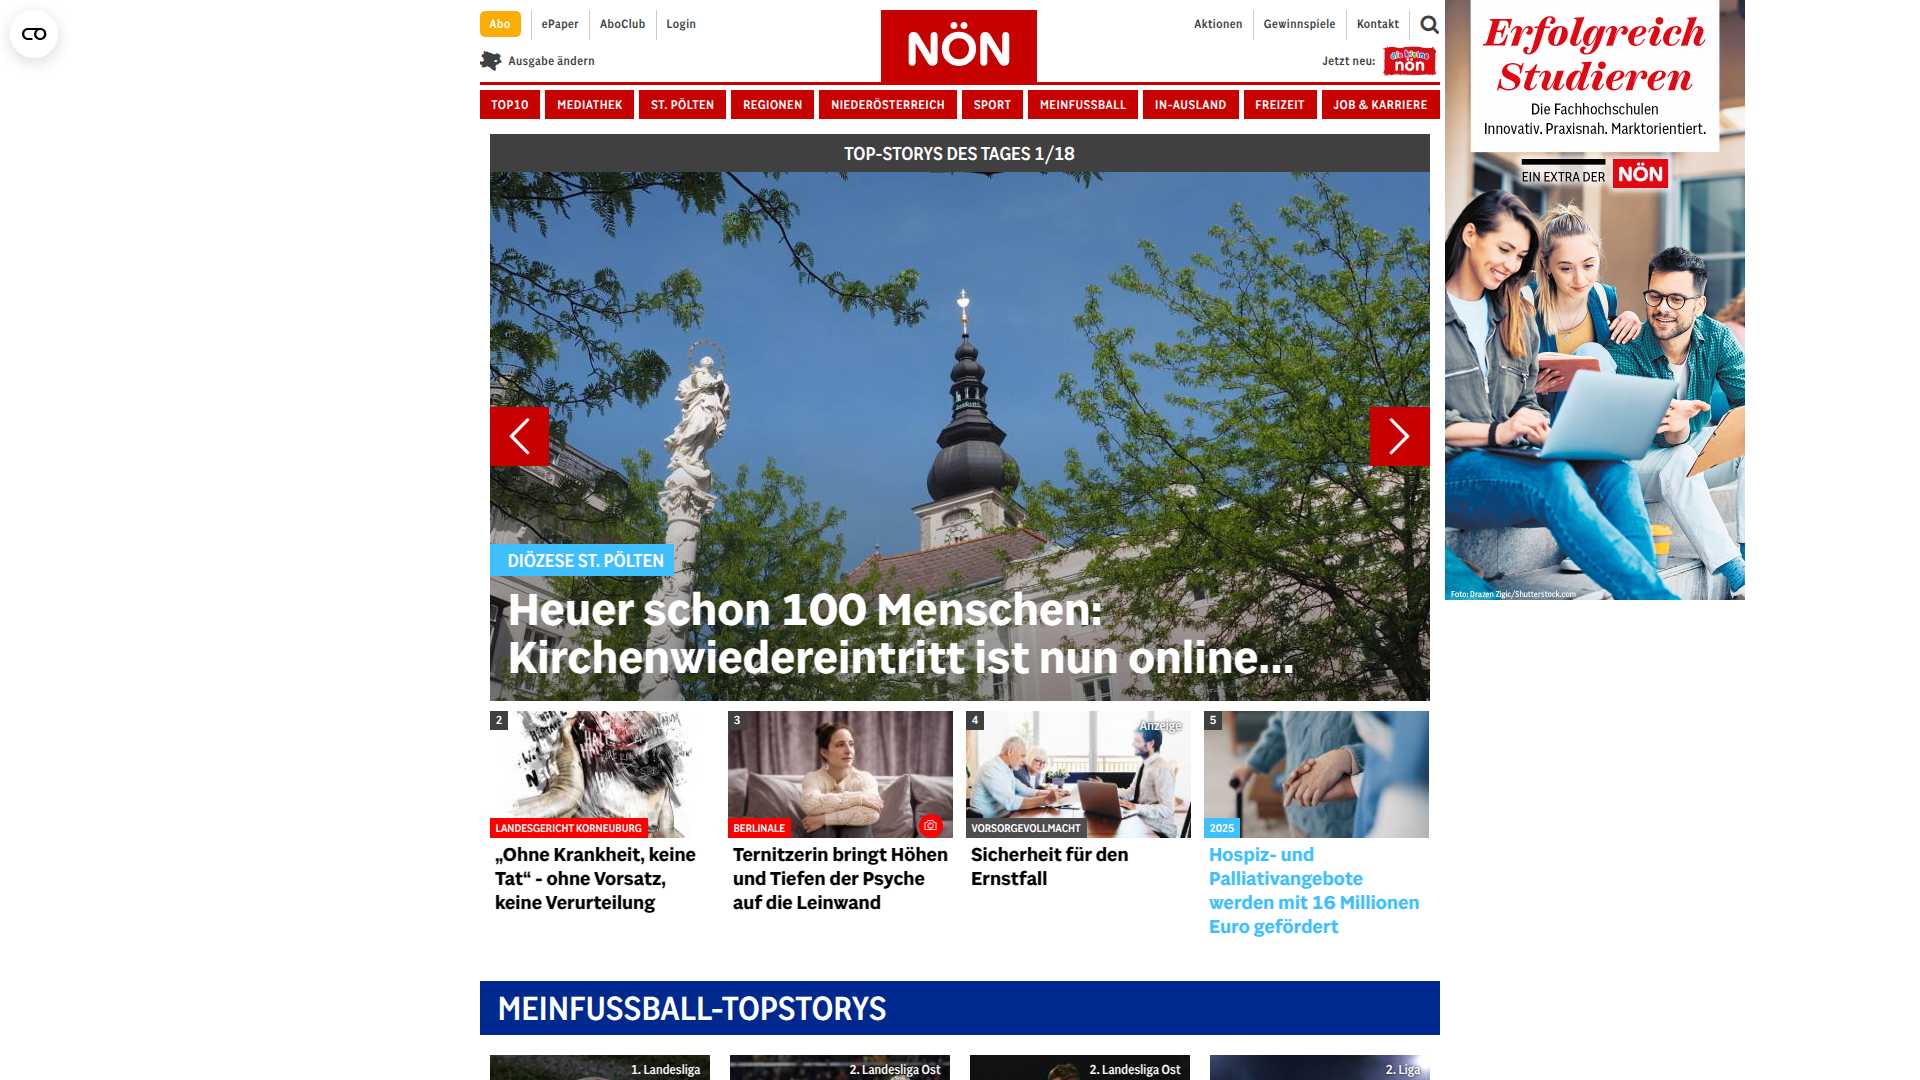 Abo
ePaper
AboClub
Login
NÖN
Aktionen
Gewinnspiele
Kontakt
Ausgabe ändern
Jetzt neu:
die kleine
nön
TOP10
MEDIATHEK
ST. PÖLTEN
REGIONEN
NIEDERÖSTERREICH
SPORT
MEINFUSSBALL
IN-AUSLAND
FREIZEIT
JOB & KARRIERE
TOP-STORYS DES TAGES 1/18
DIÖZESE ST. PÖLTEN
Heuer schon 100 Menschen:
Kirchenwiedereintritt ist nun online...
2
LANDESGERICHT KORNEUBURG
„Ohne Krankheit, keine
Tat“ - ohne Vorsatz,
keine Verurteilung
3
BERLINALE
Ternitzerin bringt Höhen
und Tiefen der Psyche
auf die Leinwand
4
Anzeige
VORSORGEVOLLMACHT
Sicherheit für den
Ernstfall
5
2025
Hospiz- und
Palliativangebote
werden mit 16 Millionen
Euro gefördert
MEINFUSSBALL-TOPSTORYS
1. Landesliga
2. Landesliga Ost
2. Landesliga Ost
2. Liga
Erfolgreich
Studieren
Die Fachhochschulen
Innovativ. Praxisnah. Marktorientiert.
EIN EXTRA DER
NÖN
Foto: Drazen Zigic/Shutterstock.com